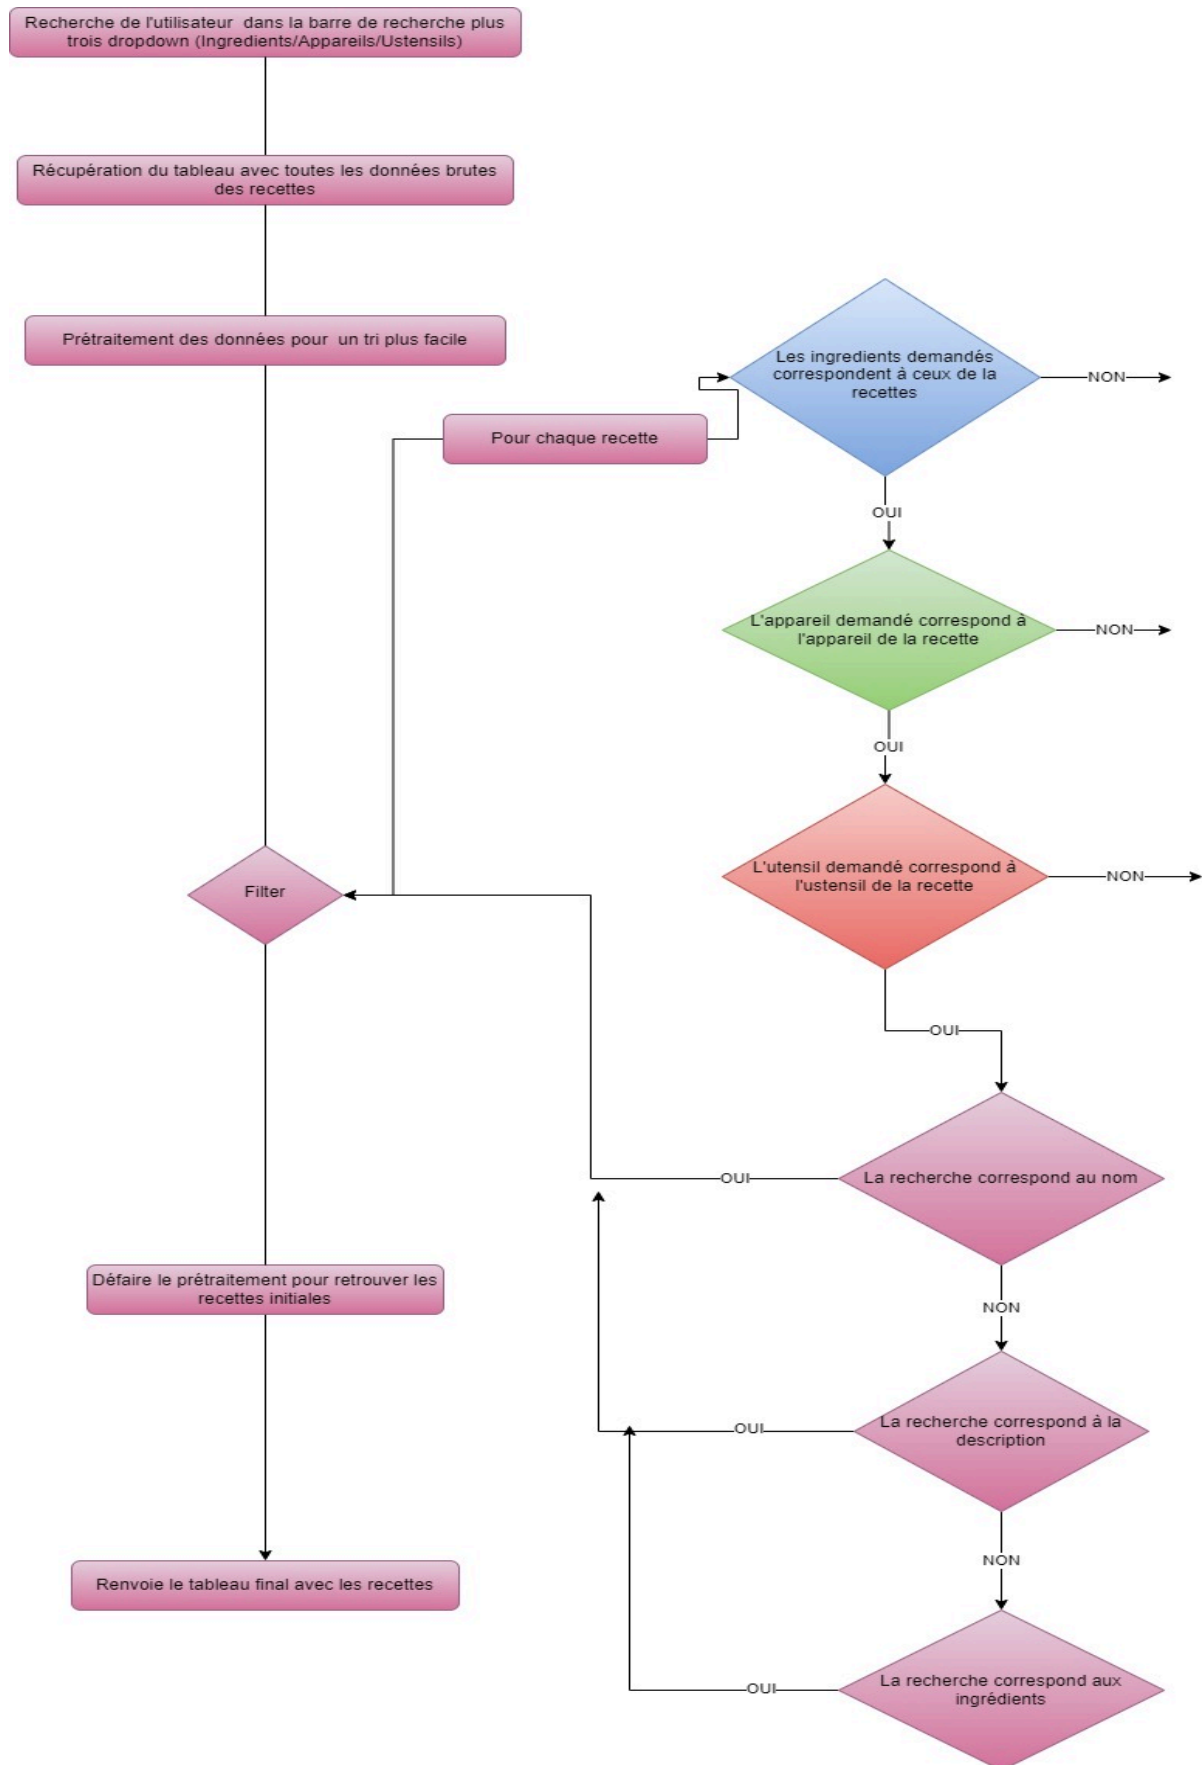 Recherche de l'utilisateur dans la barre de recherche plus
trois dropdown (Ingredients/Appareils/Ustensils)
Récupération du tableau avec toutes les données brutes
des recettes
Prétraitement des données pour un tri plus facile
Pour chaque recette
Les ingredients demandés
correspondent à ceux de la
recettes
NON
OUI
L'appareil demandé correspond à
l'appareil de la recette
NON
OUI
L'utensil demandé correspond à
l'ustensil de la recette
NON
OUI
Filter
La recherche correspond au nom
OUI
NON
Défaire le prétraitement pour retrouver les
recettes initiales
La recherche correspond à la
description
OUI
NON
Renvoie le tableau final avec les recettes
La recherche correspond aux
ingrédients
OUI